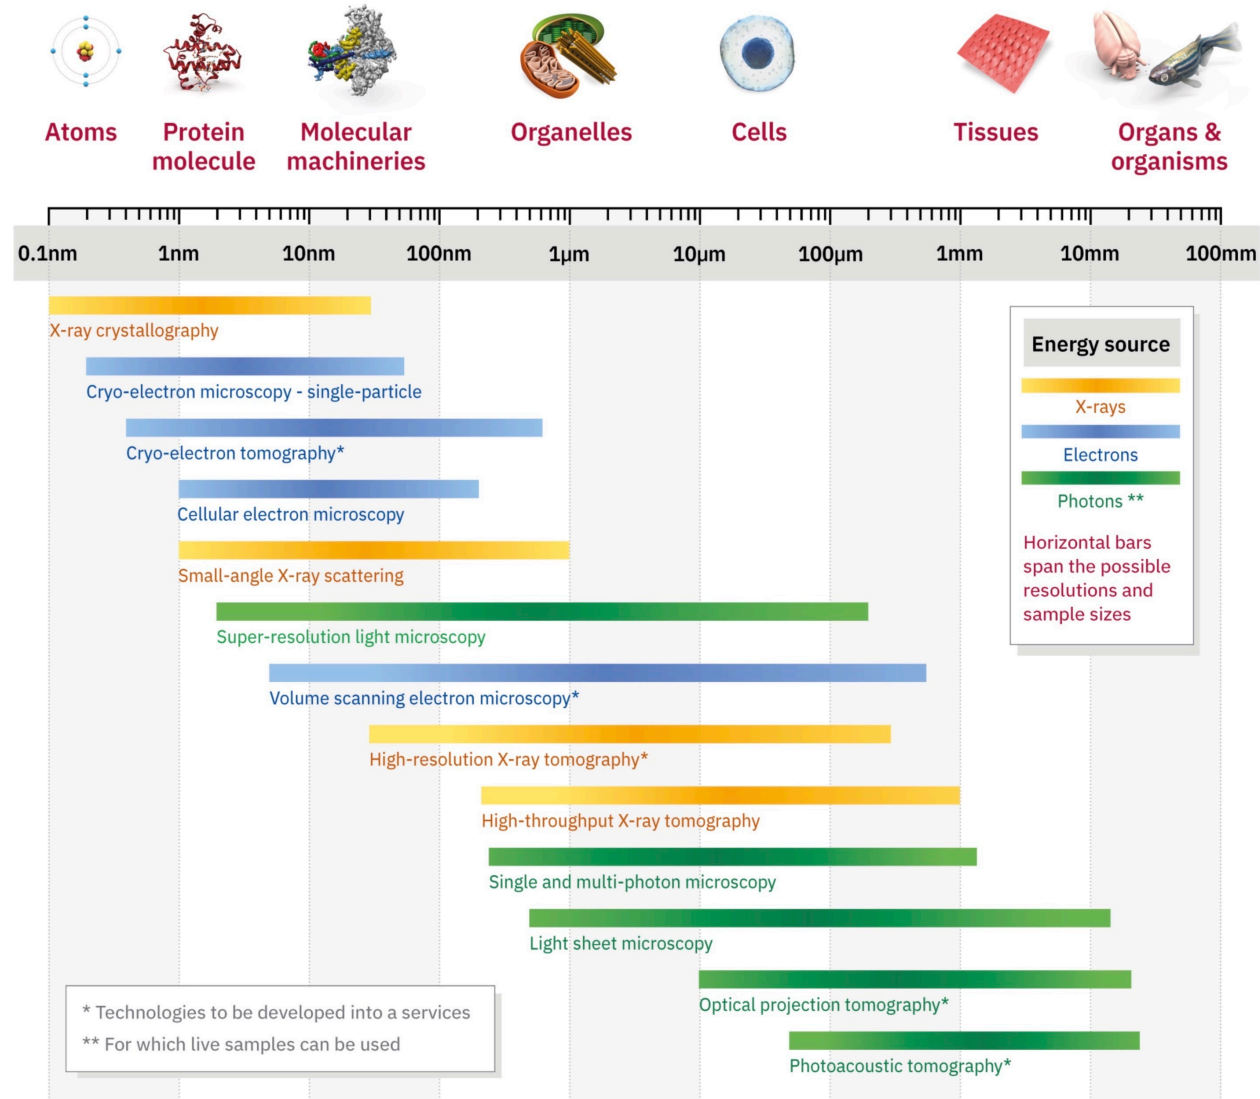 Atoms
Protein
molecule
Molecular
machineries
Organelles
Cells
Tissues
Organs &
organisms
0.1nm 1nm 10nm 100nm 1µm 10µm 100µm 1mm 10mm 100mm
X-ray crystallography
Cryo-electron microscopy - single-particle
Cryo-electron tomography*
Cellular electron microscopy
Small-angle X-ray scattering
Super-resolution light microscopy
Volume scanning electron microscopy*
High-resolution X-ray tomography*
High-throughput X-ray tomography
Single and multi-photon microscopy
Light sheet microscopy
Optical projection tomography*
Photoacoustic tomography*
Energy source
X-rays
Electrons
Photons **
Horizontal bars
span the possible
resolutions and
sample sizes
* Technologies to be developed into a services
** For which live samples can be used